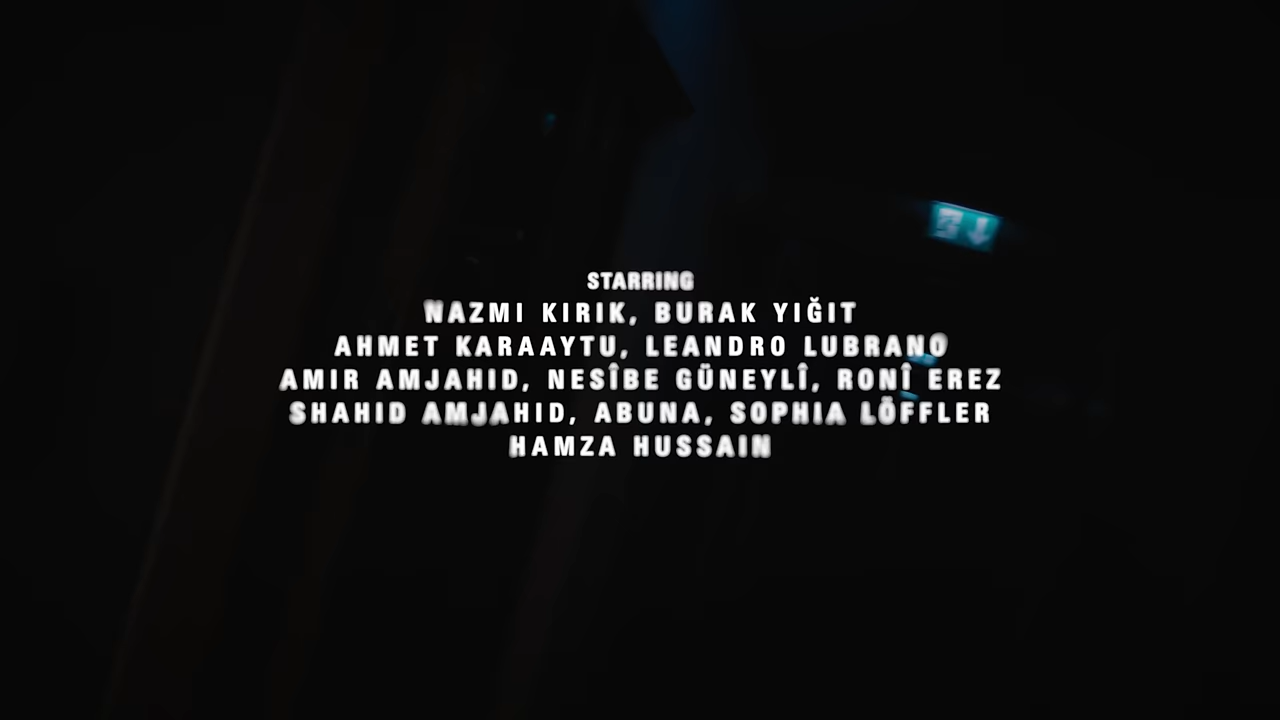 STARRING
NAZMI KIRIK, BURAK YIĞIT
AHMET KARAAYTU, LEANDRO LUBRANO
AMIR AMJAHID, NESÎBE GÜNEYLÎ, RONÎ EREZ
SHAHID AMJAHID, ABUNA, SOPHIA LÖFFLER
HAMZA HUSSAIN